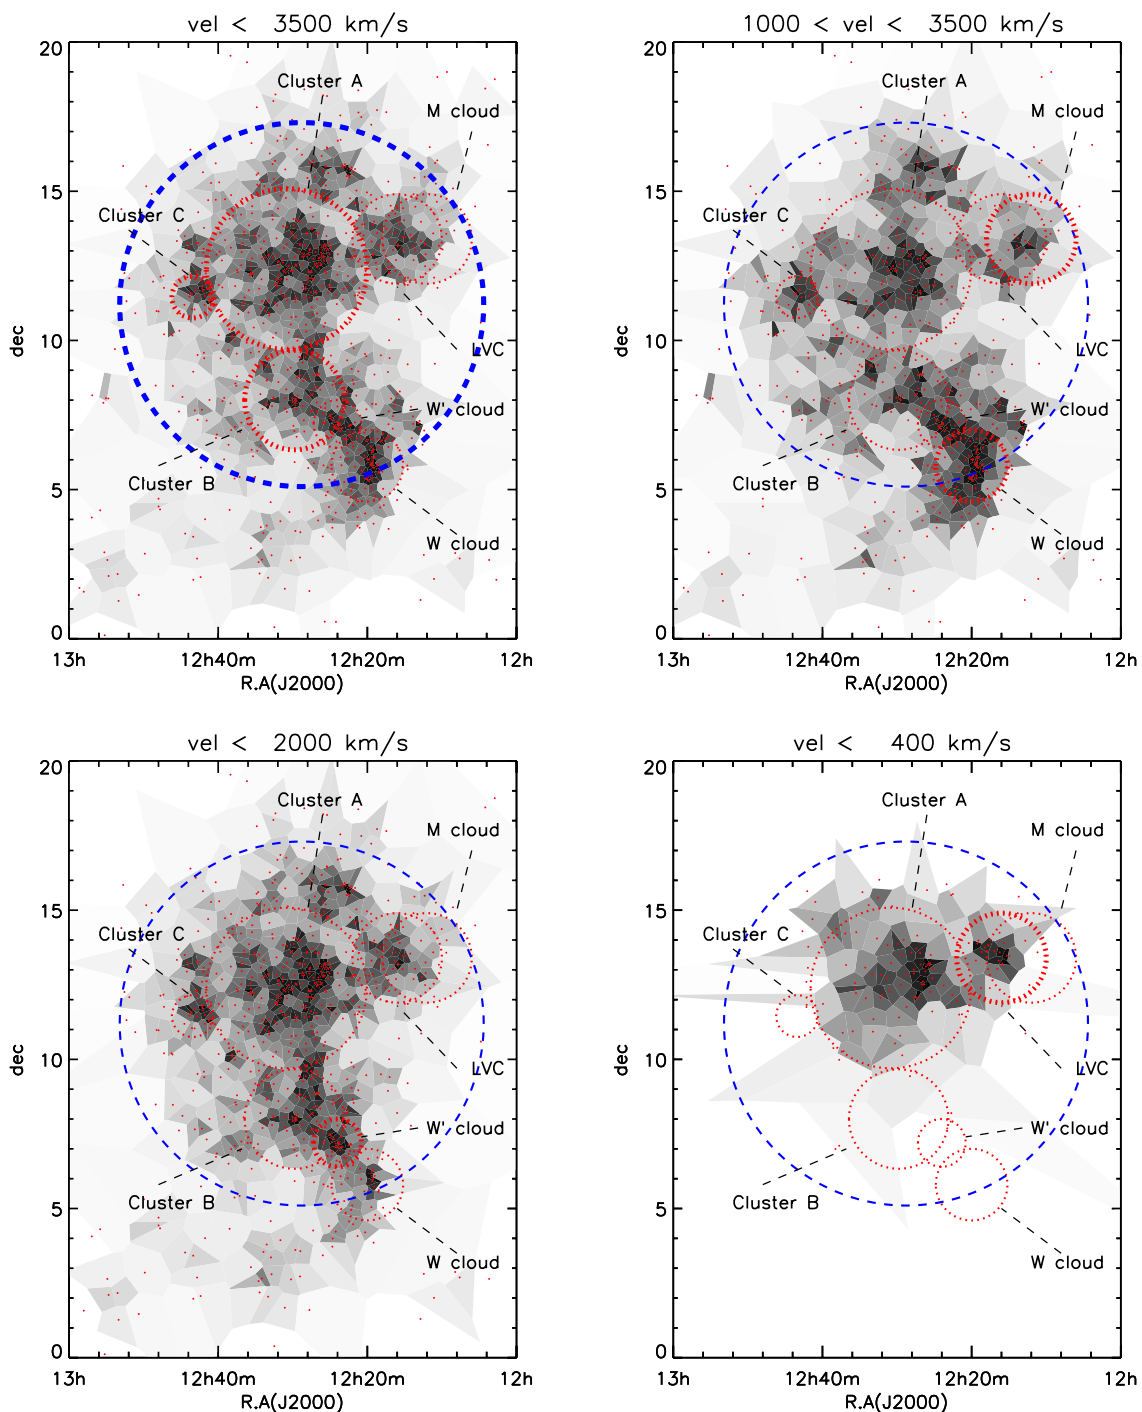 vel < 3500 km/s
20
15
10
5
0
dec
Cluster A
M cloud
Cluster C
LVC
W' cloud
Cluster B
W cloud
13h 12h40m 12h20m 12h
R.A(J2000)
1000 < vel < 3500 km/s
20
15
10
5
0
dec
Cluster A
M cloud
Cluster C
LVC
W' cloud
Cluster B
W cloud
13h 12h40m 12h20m 12h
R.A(J2000)
vel < 2000 km/s
20
15
10
5
0
dec
Cluster A
M cloud
Cluster C
LVC
W' cloud
Cluster B
W cloud
13h 12h40m 12h20m 12h
R.A(J2000)
vel < 400 km/s
20
15
10
5
0
dec
Cluster A
M cloud
Cluster C
LVC
W' cloud
Cluster B
W cloud
13h 12h40m 12h20m 12h
R.A(J2000)